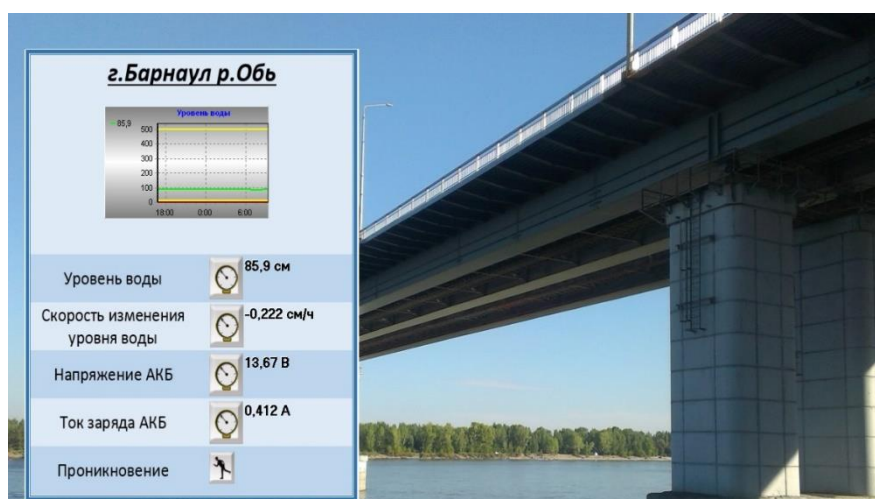 г.Барнаул р.Обь
Уровень воды
85,9
500
400
300
200
100
0
18:00 0:00 6:00
Уровень воды
85,9 см
Скорость изменения
уровня воды
-0,222 см/ч
Напряжение АКБ
13,67 В
Ток заряда АКБ
0,412 А
Проникновение